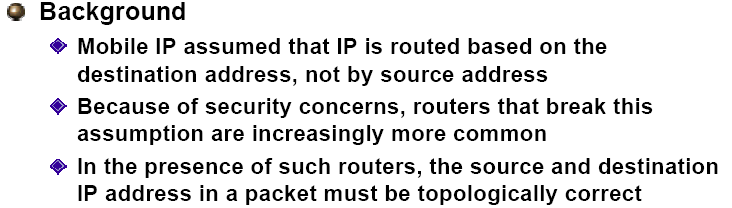 Background
Mobile IP assumed that IP is routed based on the
destination address, not by source address
Because of security concerns, routers that break this
assumption are increasingly more common
In the presence of such routers, the source and destination
IP address in a packet must be topologically correct